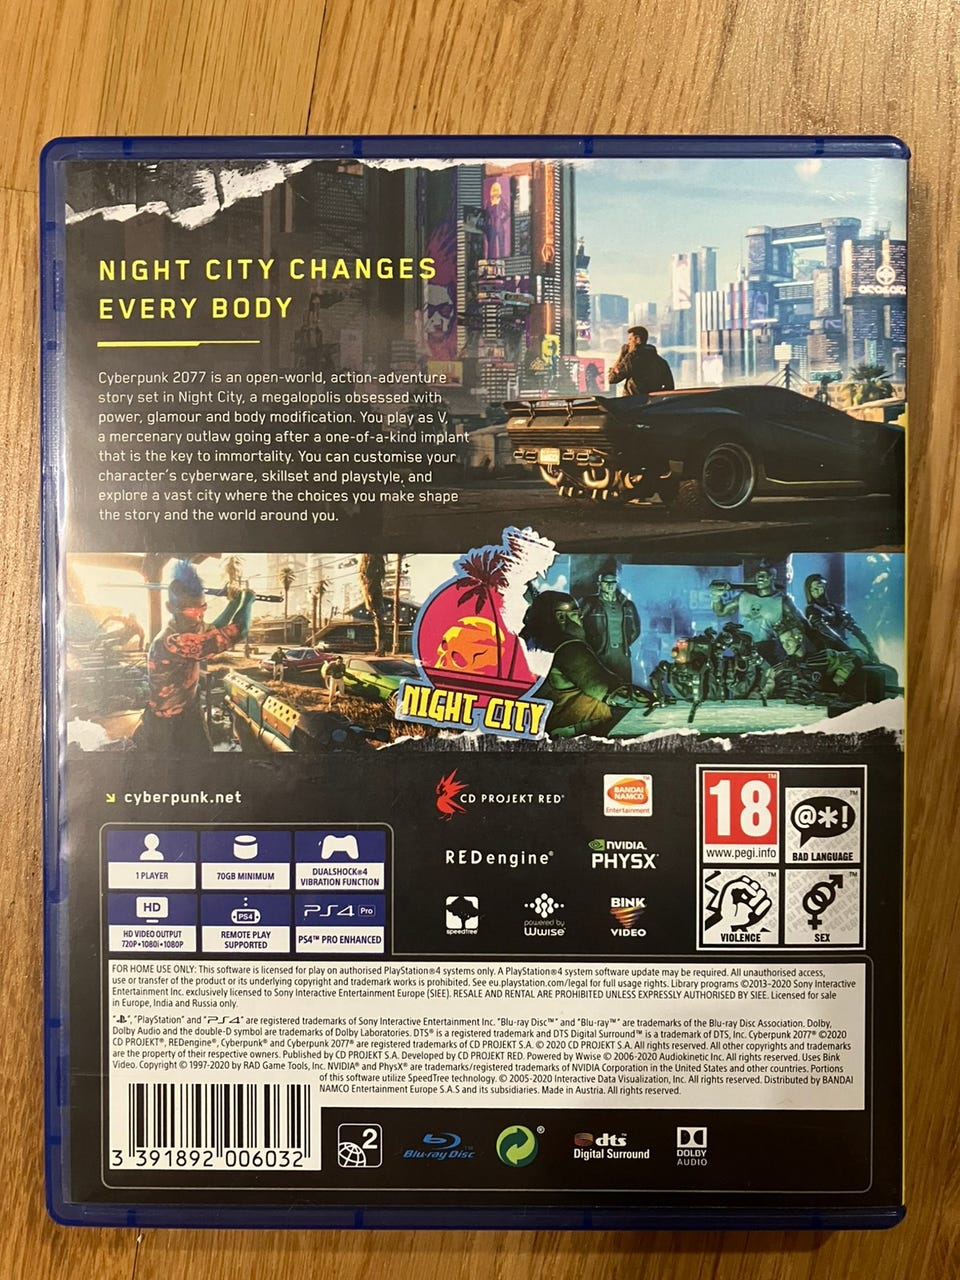 NIGHT CITY CHANGES
EVERY BODY
Cyberpunk 2077 is an open-world, action-adventure
story set in Night City, a megalopolis obsessed with
power, glamour and body modification. You play as V,
a mercenary outlaw going after a one-of-a-kind implant
that is the key to immortality. You can customise your
character's cyberware, skillset and playstyle, and
explore a vast city where the choices you make shape
the story and the world around you.
NIGHT CITY
cyberpunk.net
CD PROJEKT RED®
BANDAI
NAMCO
Entertainment
REDengine®
NVIDIA.
PHYSX
speedtree
powered by
Wwise
BINK
VIDEO
18
www.pegi.info
@*!
BAD LANGUAGE
VIOLENCE
SEX
1 PLAYER
70GB MINIMUM
DUALSHOCK®4
VIBRATION FUNCTION
HD
HD VIDEO OUTPUT
720P•1080i•1080P
PS4
REMOTE PLAY
SUPPORTED
PS4 Pro
PS4™ PRO ENHANCED
FOR HOME USE ONLY: This software is licensed for play on authorised PlayStation®4 systems only. A PlayStation®4 system software update may be required. All unauthorised access,
use or transfer of the product or its underlying copyright and trademark works is prohibited. See eu.playstation.com/legal for full usage rights. Library programs ©2013-2020 Sony Interactive
Entertainment Inc. exclusively licensed to Sony Interactive Entertainment Europe (SIEE). RESALE AND RENTAL ARE PROHIBITED UNLESS EXPRESSLY AUTHORISED BY SIEE. Licensed for sale
in Europe, India and Russia only.
"PlayStation" and "PS4" are registered trademarks of Sony Interactive Entertainment Inc. "Blu-ray Disc™" and "Blu-ray™" are trademarks of the Blu-ray Disc Association. Dolby,
Dolby Audio and the double-D symbol are trademarks of Dolby Laboratories. DTS® is a registered trademark and DTS Digital Surround™ is a trademark of DTS, Inc. Cyberpunk 2077® ©2020
CD PROJEKT®, REDengine®, Cyberpunk® and Cyberpunk 2077® are registered trademarks of CD PROJEKT S.A. © 2020 CD PROJEKT S.A. All rights reserved. All other copyrights and trademarks
are the property of their respective owners. Published by CD PROJEKT S.A. Developed by CD PROJEKT RED. Powered by Wwise © 2006-2020 Audiokinetic Inc. All rights reserved. Uses Bink
Video. Copyright © 1997-2020 by RAD Game Tools, Inc. NVIDIA® and PhysX® are trademarks/registered trademarks of NVIDIA Corporation in the United States and other countries. Portions
of this software utilize SpeedTree technology. © 2005-2020 Interactive Data Visualization, Inc. All rights reserved. Distributed by BANDAI
NAMCO Entertainment Europe S.A.S and its subsidiaries. Made in Austria. All rights reserved.
3 391892 006032
2
Blu-ray Disc™
dts
Digital Surround
DOLBY
AUDIO